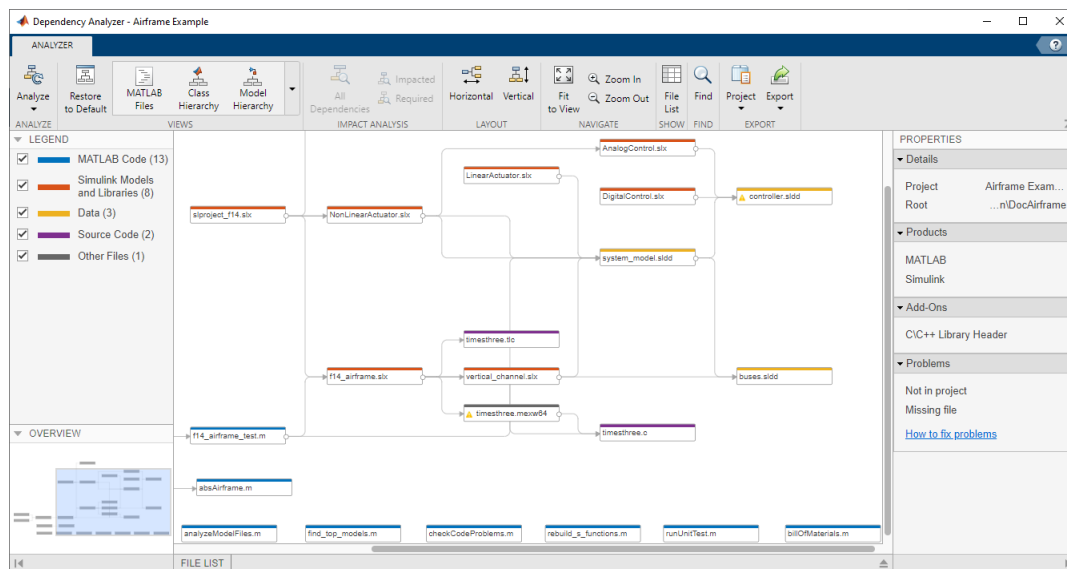 Dependency Analyzer - Airframe Example
ANALYZER
Analyze
Restore
to Default
MATLAB
Files
Class
Hierarchy
Model
Hierarchy
All
Dependencies
Impacted
Required
Horizontal
Vertical
Fit
to View
Zoom In
Zoom Out
File
List
Find
Project
Export
ANALYZE
VIEWS
IMPACT ANALYSIS
LAYOUT
NAVIGATE
SHOW
FIND
EXPORT
LEGEND
MATLAB Code (13)
Simulink Models
and Libraries (8)
Data (3)
Source Code (2)
Other Files (1)
OVERVIEW
AnalogControl.slx
LinearActuator.slx
DigitalControl.slx
controller.sldd
slproject_f14.slx
NonLinearActuator.slx
system_model.sldd
timesthree.tlc
f14_airframe.slx
vertical_channel.slx
buses.sldd
timesthree.mexw64
f14_airframe_test.m
timesthree.c
absAirframe.m
analyzeModelFiles.m
find_top_models.m
checkCodeProblems.m
rebuild_s_functions.m
runUnitTest.m
billOfMaterials.m
FILE LIST
PROPERTIES
Details
Project
Airframe Exam...
Root
...n\DocAirframe
Products
MATLAB
Simulink
Add-Ons
C\C++ Library Header
Problems
Not in project
Missing file
How to fix problems